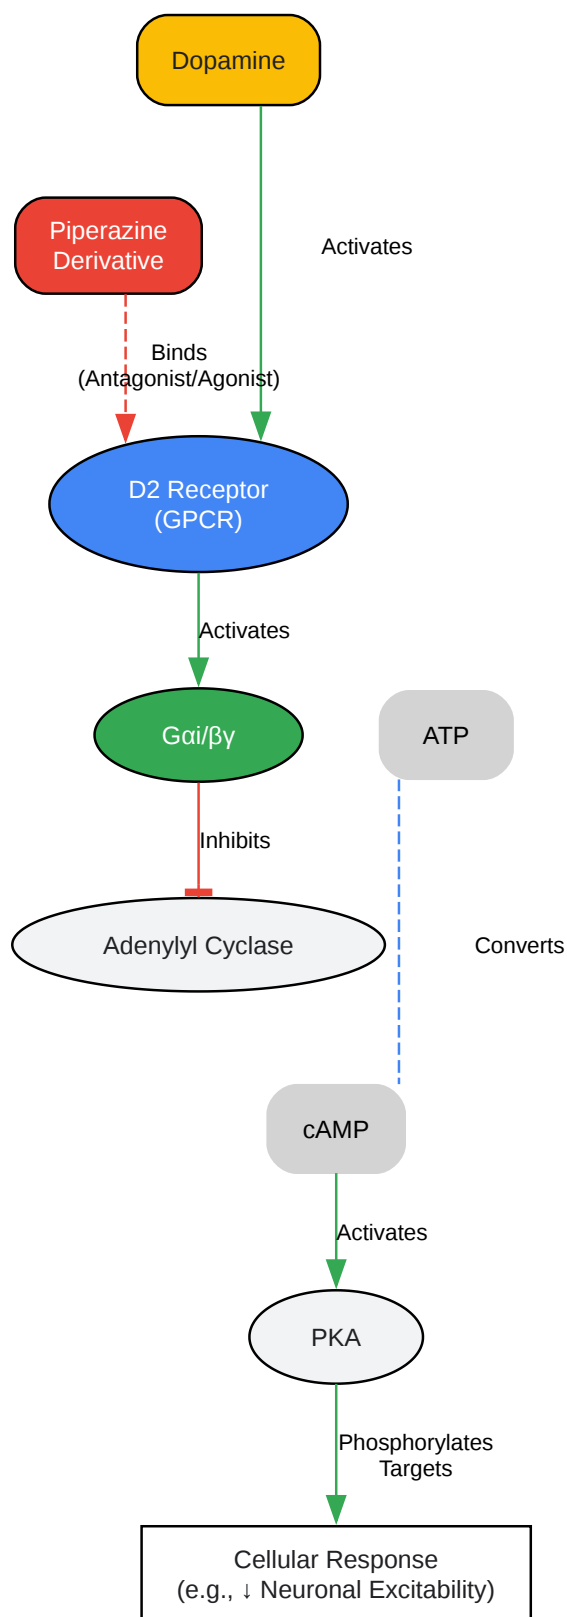 Dopamine
Piperazine
Derivative
Activates
Binds
(Antagonist/Agonist)
D2 Receptor
(GPCR)
Activates
Gαi/βγ
ATP
Inhibits
Adenylyl Cyclase
Converts
cAMP
Activates
PKA
Phosphorylates
Targets
Cellular Response
(e.g., ↓ Neuronal Excitability)